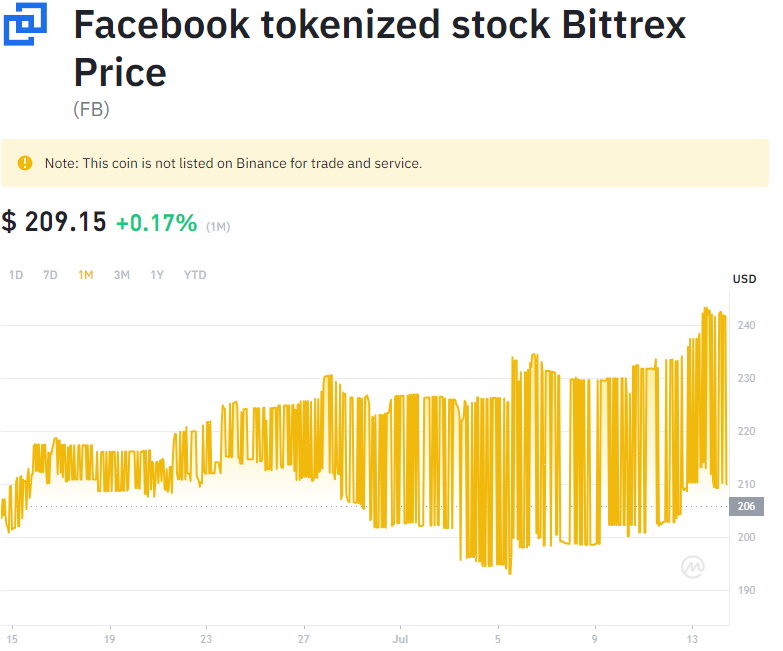 Facebook tokenized stock Bittrex
Price
(FB)
Note: This coin is not listed on Binance for trade and service.
$ 209.15 +0.17% (1M)
1D 7D 1M 3M 1Y YTD
USD
240
230
220
210
206
200
190
15 19 23 27 Jul 5 9 13